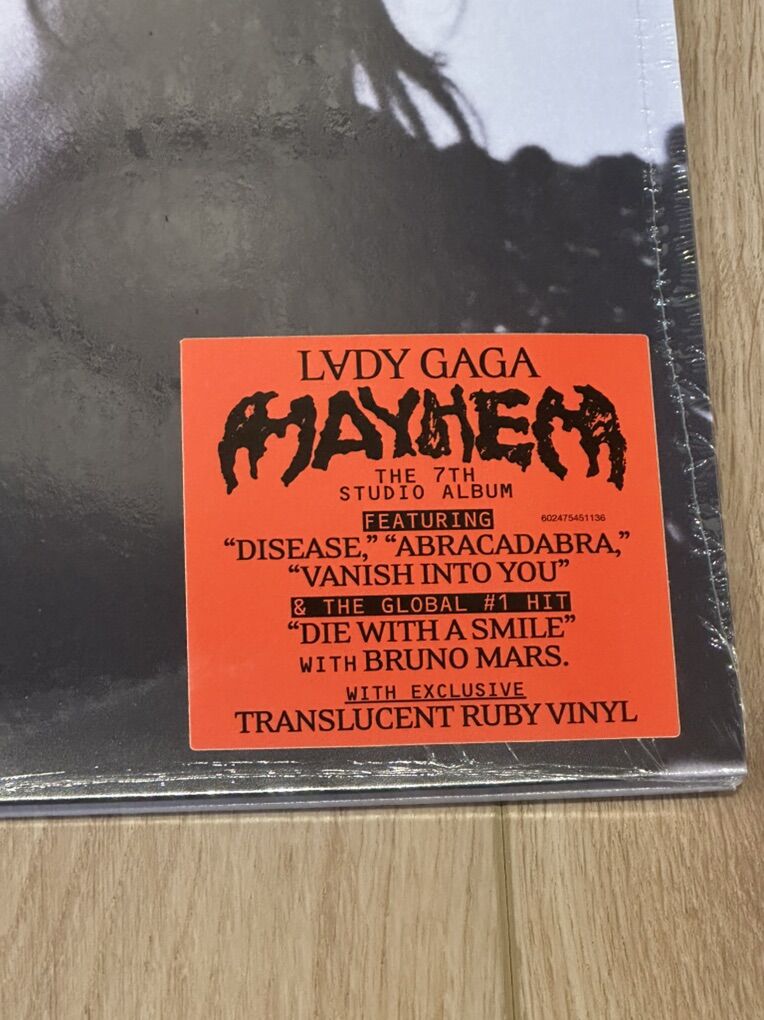 LVDY GAGA
MAYHEM
THE 7TH
STUDIO ALBUM
FEATURING 602475451136
“DISEASE,” “ABRACADABRA,”
“VANISH INTO YOU”
& THE GLOBAL #1 HIT
“DIE WITH A SMILE”
WITH BRUNO MARS.
WITH EXCLUSIVE
TRANSLUCENT RUBY VINYL